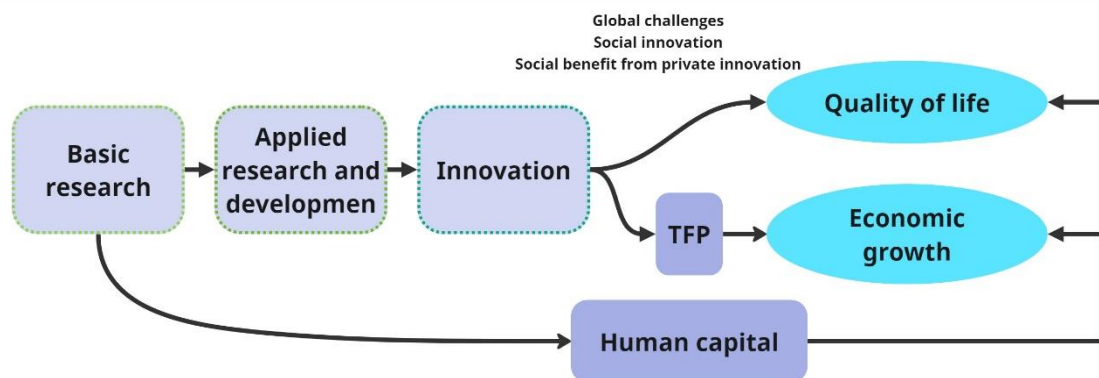 Global challenges
Social innovation
Social benefit from private innovation
Quality of life
Basic
research
Applied
research and
developmen
Innovation
TFP
Economic
growth
Human capital